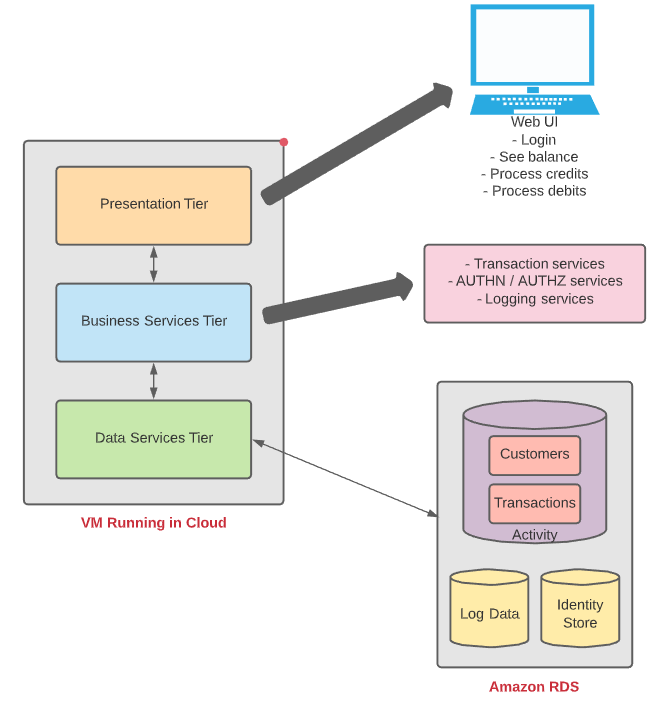 Web UI
- Login
- See balance
- Process credits
- Process debits
Presentation Tier
Business Services Tier
Data Services Tier
VM Running in Cloud
- Transaction services
- AUTHN / AUTHZ services
- Logging services
Customers
Transactions
Activity
Log Data
Identity
Store
Amazon RDS